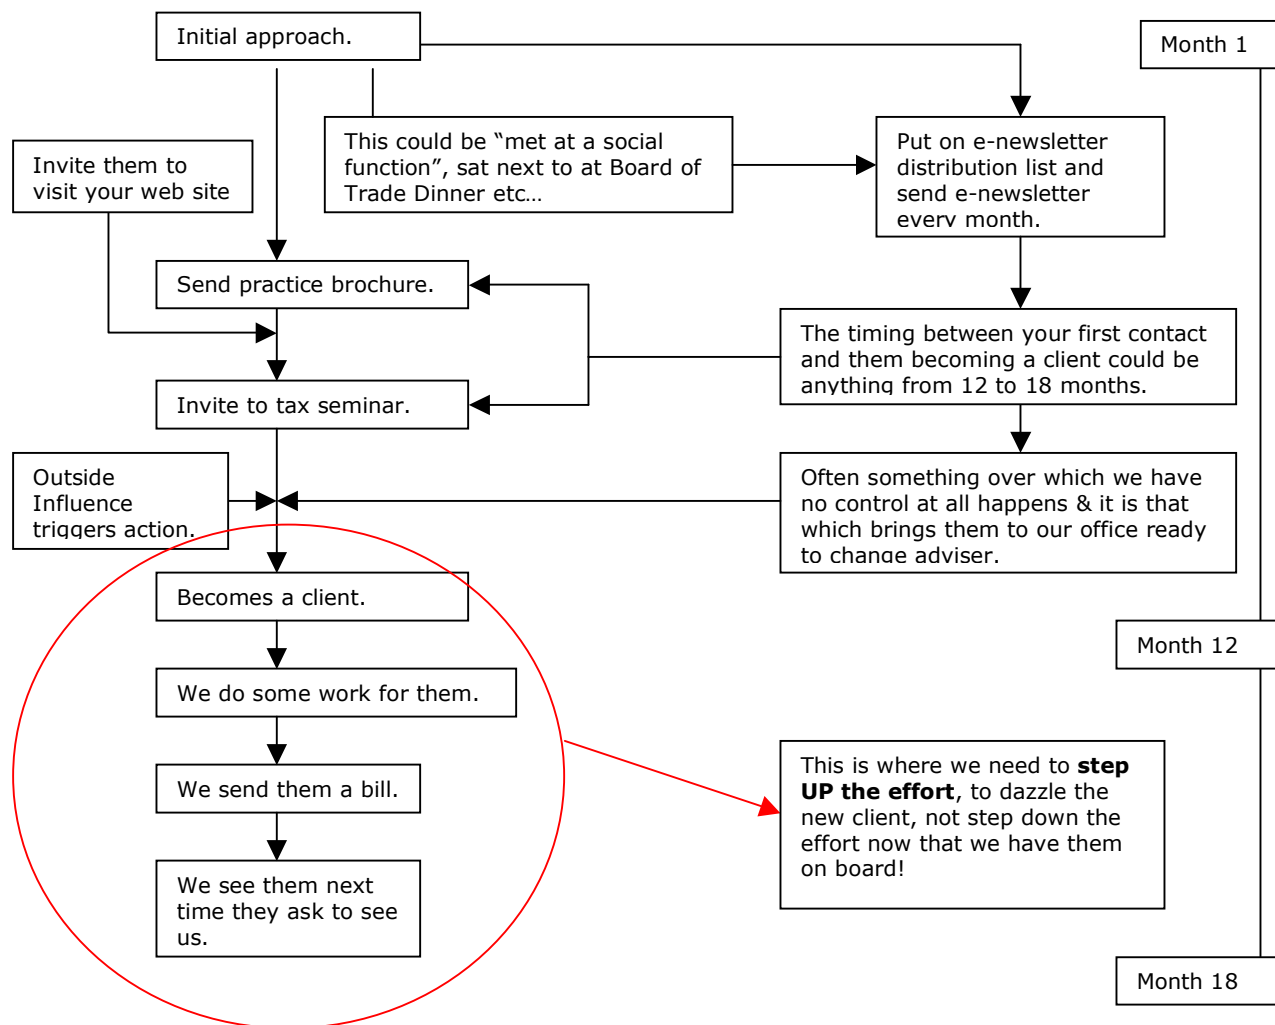 Initial approach.
Month 1
This could be “met at a social
function”, sat next to at Board of
Trade Dinner etc…
Put on e-newsletter
distribution list and
send e-newsletter
every month.
Invite them to
visit your web site
Send practice brochure.
The timing between your first contact
and them becoming a client could be
anything from 12 to 18 months.
Invite to tax seminar.
Outside
Influence
triggers action.
Often something over which we have
no control at all happens & it is that
which brings them to our office ready
to change adviser.
Becomes a client.
Month 12
We do some work for them.
We send them a bill.
This is where we need to step
UP the effort, to dazzle the
new client, not step down the
effort now that we have them
on board!
We see them next
time they ask to see
us.
Month 18